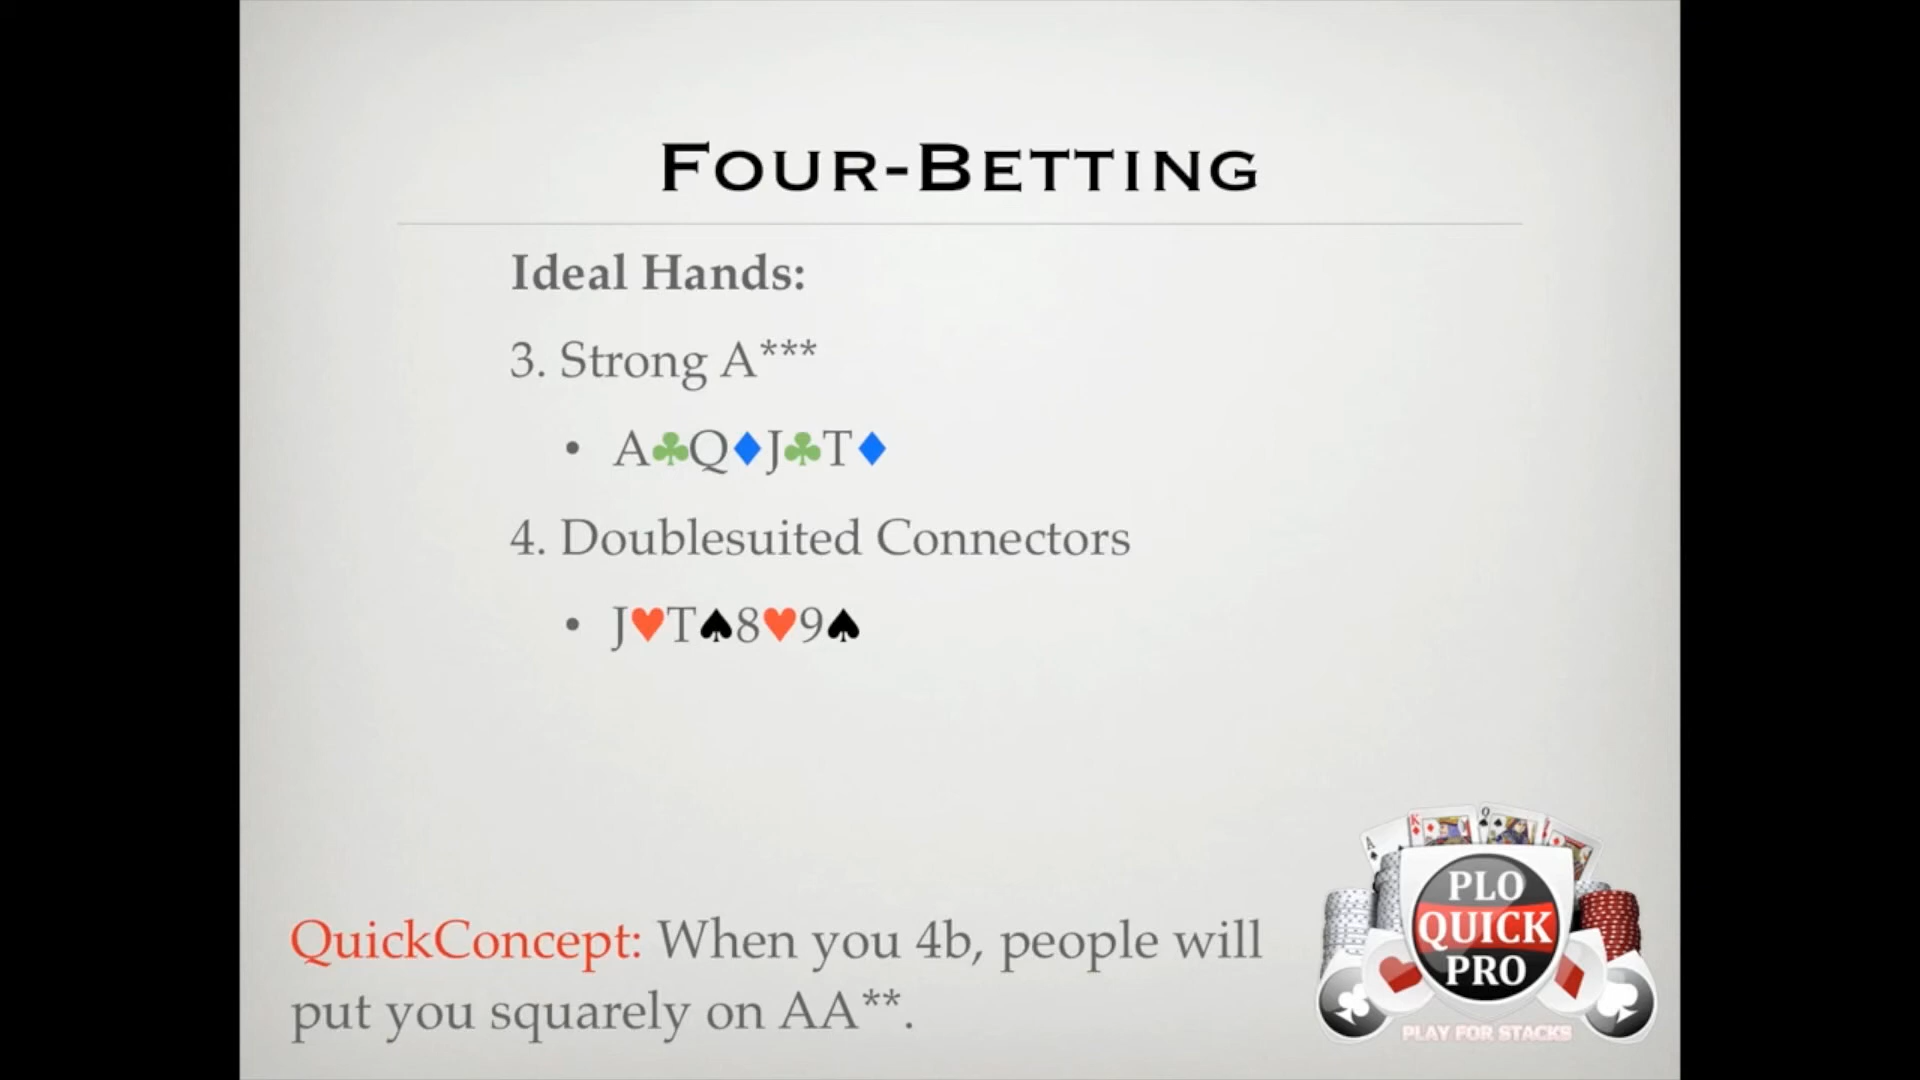 Four-Betting
Ideal Hands:
3. Strong A***
• A♣Q♦J♣T♦
4. Doublesuited Connectors
• J♥T♠8♥9♠
QuickConcept: When you 4b, people will
put you squarely on AA**.
A K Q
PLO
QUICK
PRO
PLAY FOR STACKS